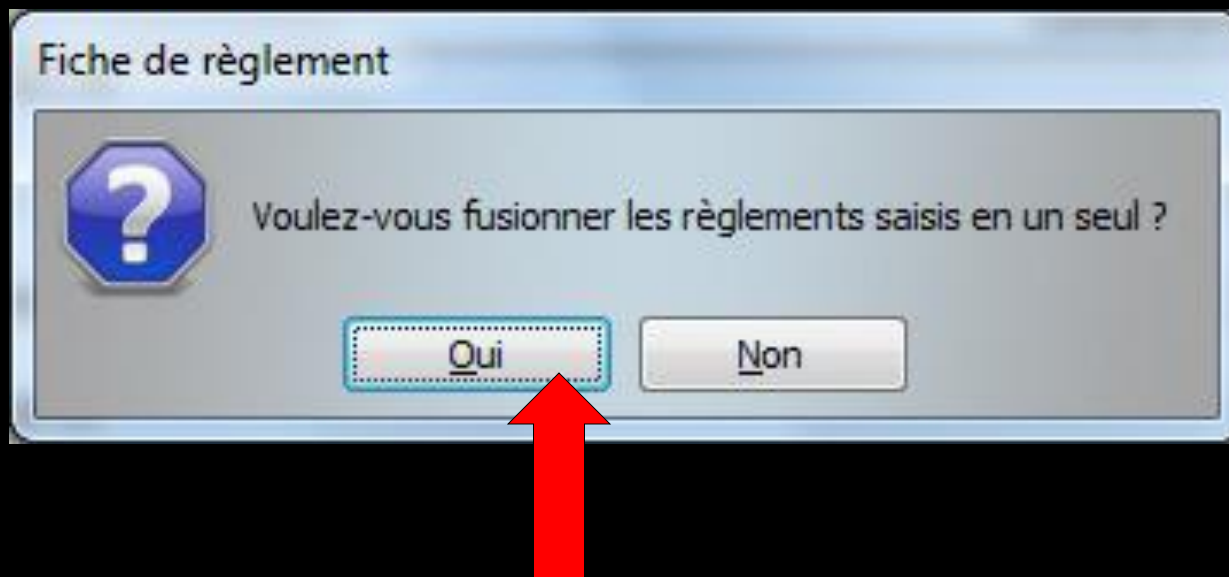 Fiche de règlement
Voulez-vous fusionner les règlements saisis en un seul ?
Oui
Non